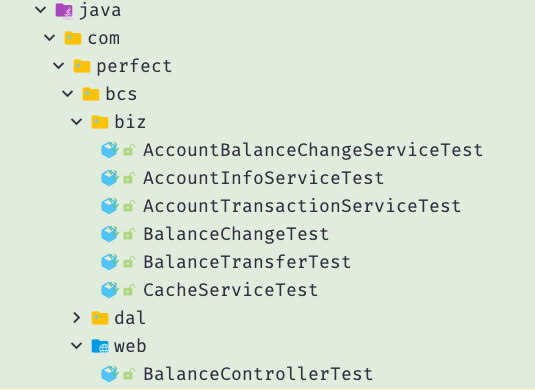 java
com
perfect
bcs
biz
AccountBalanceChangeServiceTest
AccountInfoServiceTest
AccountTransactionServiceTest
BalanceChangeTest
BalanceTransferTest
CacheServiceTest
dal
web
BalanceControllerTest